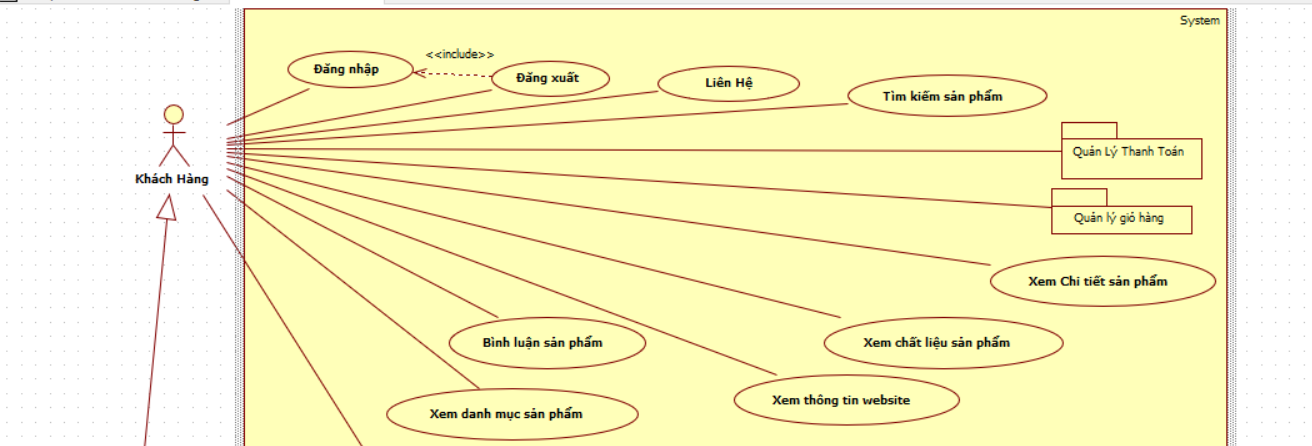 System
<<include>>
Đăng nhập
Đăng xuất
Liên Hệ
Tìm kiếm sản phẩm
Quản Lý Thanh Toán
Khách Hàng
Quản lý giỏ hàng
Xem Chi tiết sản phẩm
Bình luận sản phẩm
Xem chất liệu sản phẩm
Xem thông tin website
Xem danh mục sản phẩm